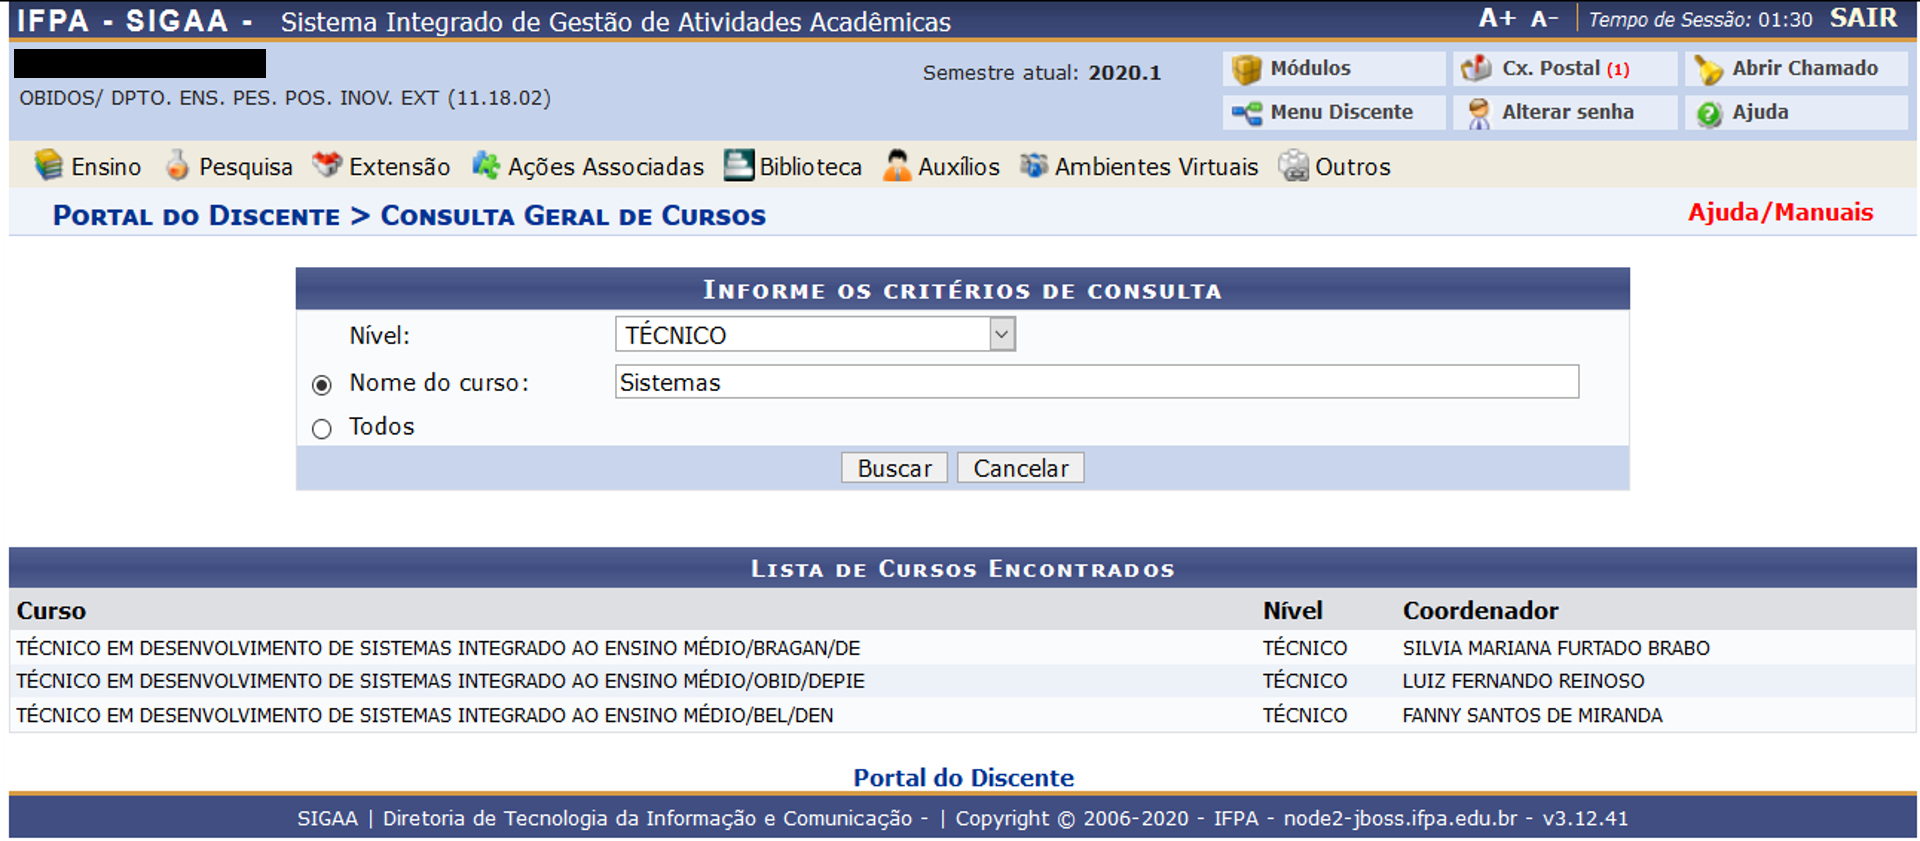 IFPA - SIGAA - Sistema Integrado de Gestão de Atividades Acadêmicas A+ A- Tempo de Sessão: 01:30 SAIR
Semestre atual: 2020.1 Módulos Cx. Postal (1) Abrir Chamado
OBIDOS/ DPTO. ENS. PES. POS. INOV. EXT (11.18.02)
Menu Discente Alterar senha Ajuda
Ensino Pesquisa Extensão Ações Associadas Biblioteca Auxílios Ambientes Virtuais Outros
PORTAL DO DISCENTE > CONSULTA GERAL DE CURSOS Ajuda/Manuais
INFORME OS CRITÉRIOS DE CONSULTA
Nível: TÉCNICO
Nome do curso: Sistemas
Todos
Buscar Cancelar
LISTA DE CURSOS ENCONTRADOS
Curso Nível Coordenador
TÉCNICO EM DESENVOLVIMENTO DE SISTEMAS INTEGRADO AO ENSINO MÉDIO/BRAGAN/DE TÉCNICO SILVIA MARIANA FURTADO BRABO
TÉCNICO EM DESENVOLVIMENTO DE SISTEMAS INTEGRADO AO ENSINO MÉDIO/OBID/DEPIE TÉCNICO LUIZ FERNANDO REINOSO
TÉCNICO EM DESENVOLVIMENTO DE SISTEMAS INTEGRADO AO ENSINO MÉDIO/BEL/DEN TÉCNICO FANNY SANTOS DE MIRANDA
Portal do Discente
SIGAA | Diretoria de Tecnologia da Informação e Comunicação - | Copyright © 2006-2020 - IFPA - node2-jboss.ifpa.edu.br - v3.12.41